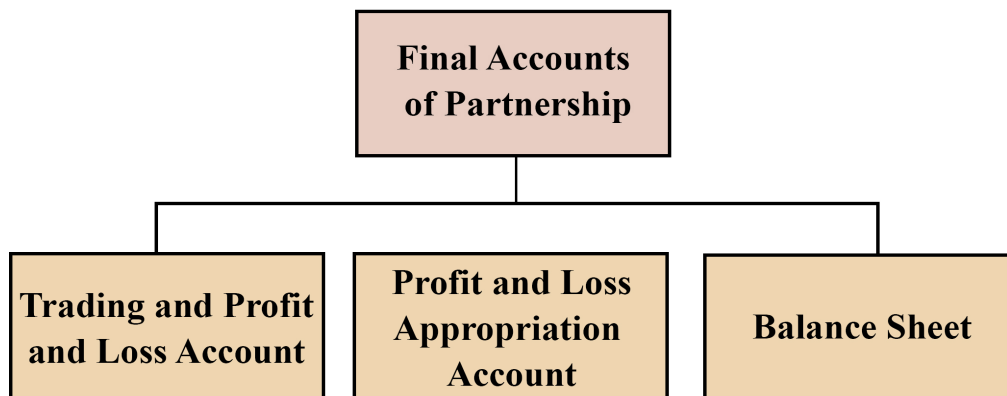 Final Accounts
of Partnership
Trading and Profit
and Loss Account
Profit and Loss
Appropriation
Account
Balance Sheet